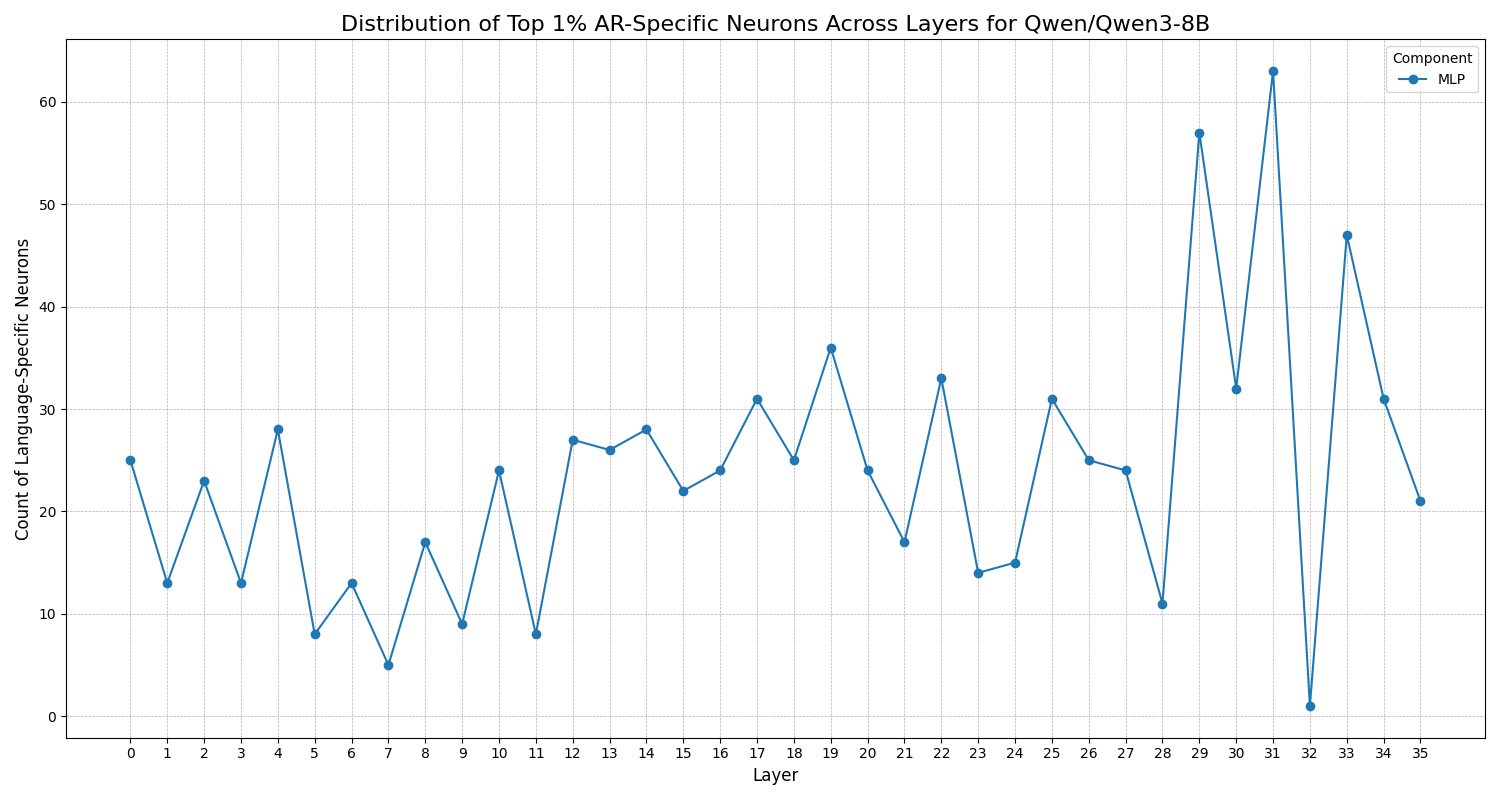 Distribution of Top 1% AR-Specific Neurons Across Layers for Qwen/Qwen3-8B
Component
MLP
Count of Language-Specific Neurons
60
50
40
30
20
10
0
0 1 2 3 4 5 6 7 8 9 10 11 12 13 14 15 16 17 18 19 20 21 22 23 24 25 26 27 28 29 30 31 32 33 34 35
Layer